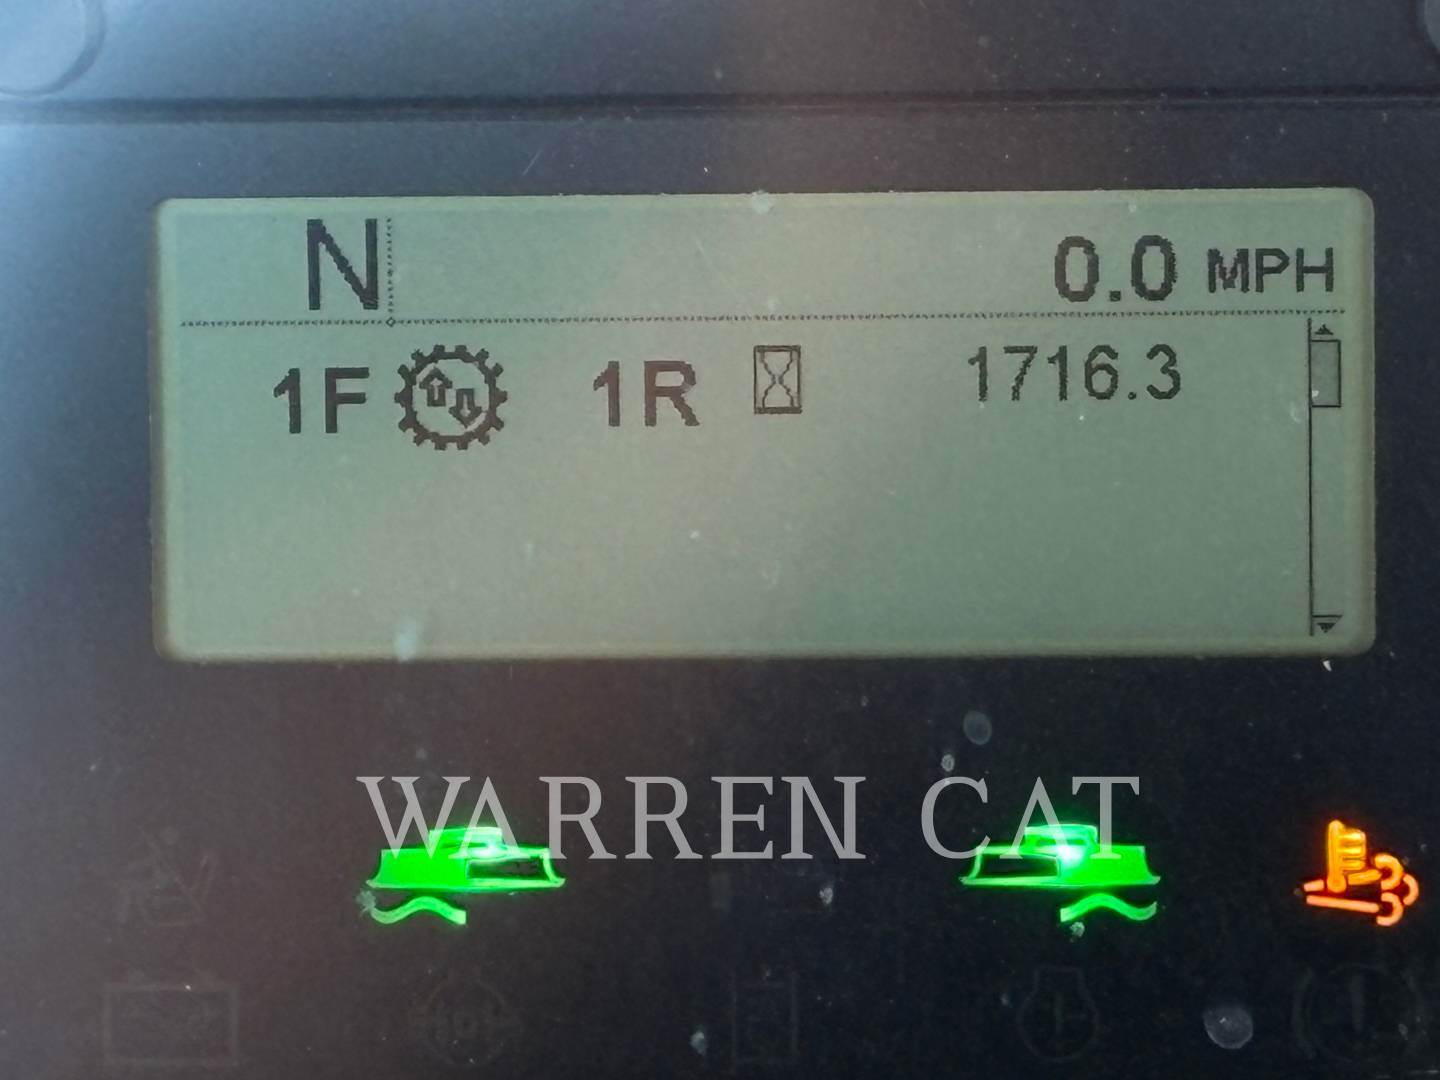 N 0.0 MPH
1F 1R 1716.3
WARREN CAT